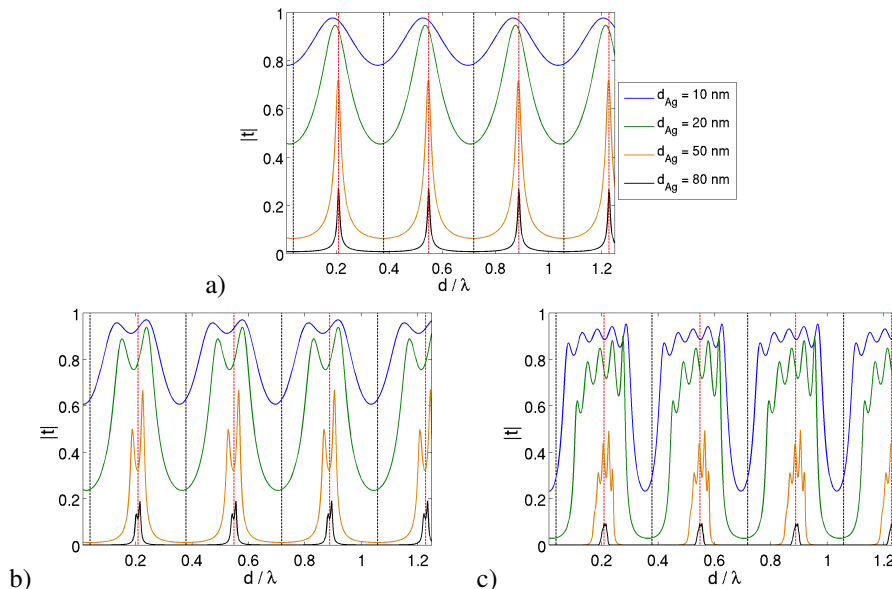 1
0.8
0.6
0.4
0.2
0
|t|
0.2 0.4 0.6 0.8 1 1.2
d / λ
d_Ag = 10 nm
d_Ag = 20 nm
d_Ag = 50 nm
d_Ag = 80 nm
a)
1
0.8
0.6
0.4
0.2
0
|t|
0.2 0.4 0.6 0.8 1 1.2
d / λ
b)
1
0.8
0.6
0.4
0.2
0
|t|
0.2 0.4 0.6 0.8 1 1.2
d / λ
c)